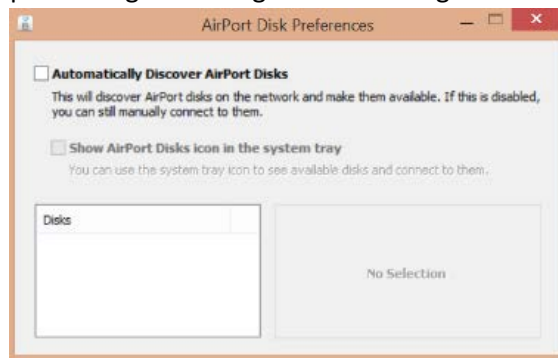 AirPort Disk Preferences
Automatically Discover AirPort Disks
This will discover AirPort disks on the network and make them available. If this is disabled,
you can still manually connect to them.
Show AirPort Disks icon in the system tray
You can use the system tray icon to see available disks and connect to them.
Disks
No Selection